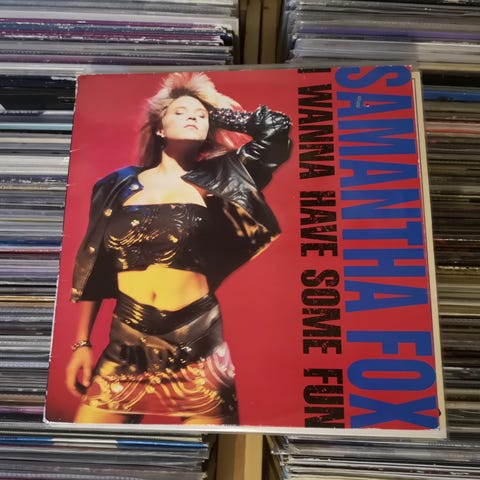 SAMANTHA FOX
I WANNA HAVE SOME FUN